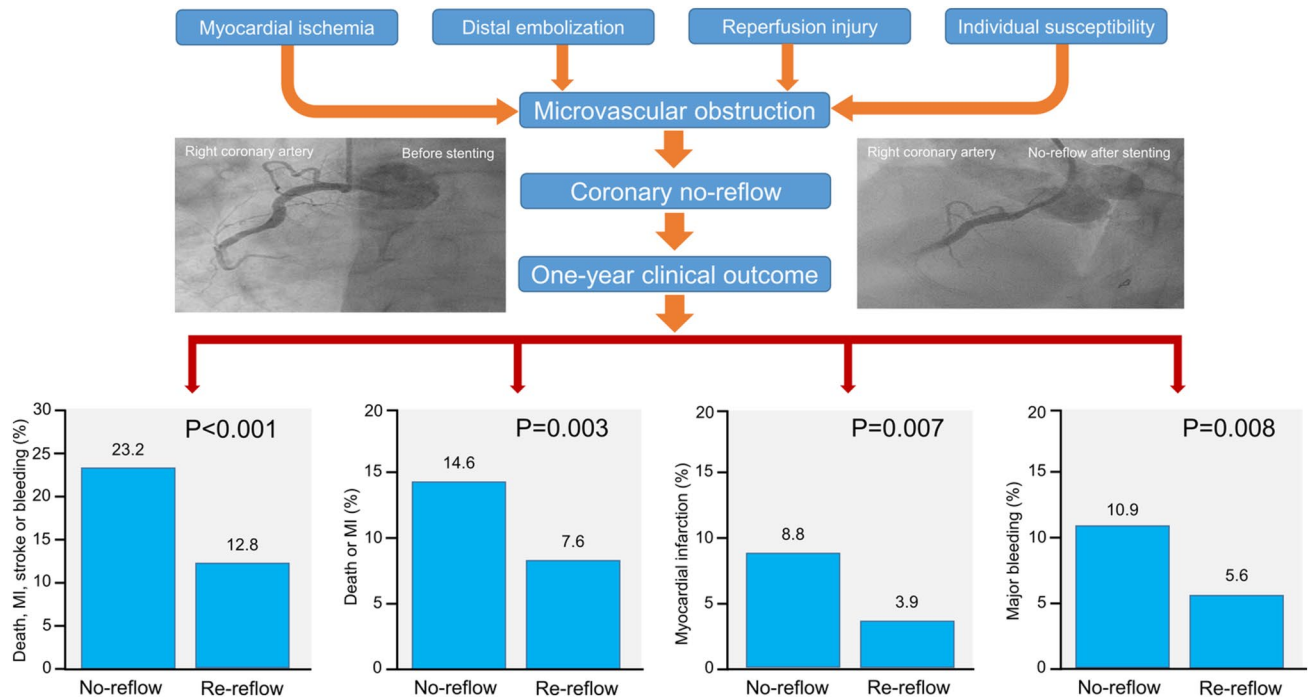 Myocardial ischemia
Distal embolization
Reperfusion injury
Individual susceptibility
Microvascular obstruction
Right coronary artery
Before stenting
Right coronary artery
No-reflow after stenting
Coronary no-reflow
One-year clinical outcome
Death, MI, stroke or bleeding (%)
30
25
20
15
10
5
0
P<0.001
23.2
12.8
No-reflow
Re-reflow
Death or MI (%)
20
15
10
5
0
P=0.003
14.6
7.6
No-reflow
Re-reflow
Myocardial infarction (%)
20
15
10
5
0
P=0.007
8.8
3.9
No-reflow
Re-reflow
Major bleeding (%)
20
15
10
5
0
P=0.008
10.9
5.6
No-reflow
Re-reflow